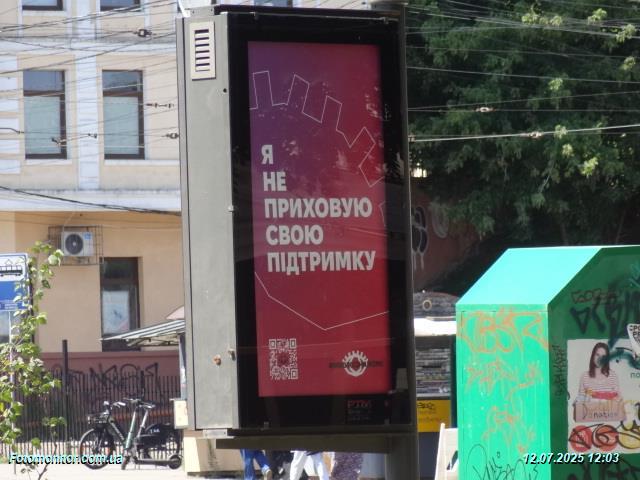 Я
НЕ
ПРИХОВУЮ
СВОЮ
ПІДТРИМКУ
Fotomonitor.com.ua
12.07.2025 12:03